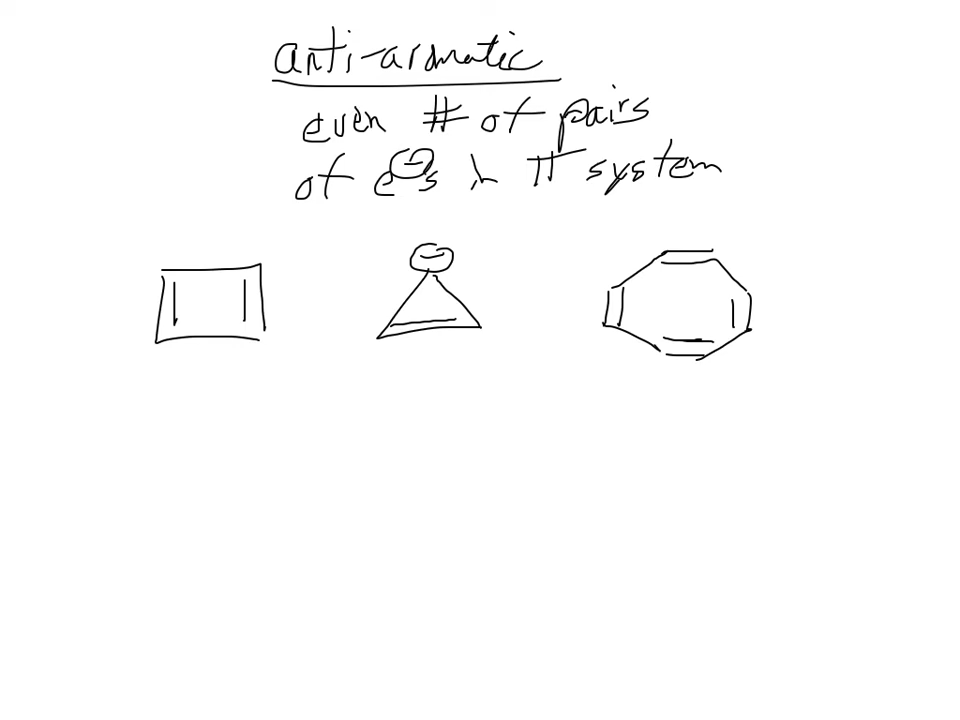 anti-aromatic
even # of pairs
of e⊖s in π system
⊖